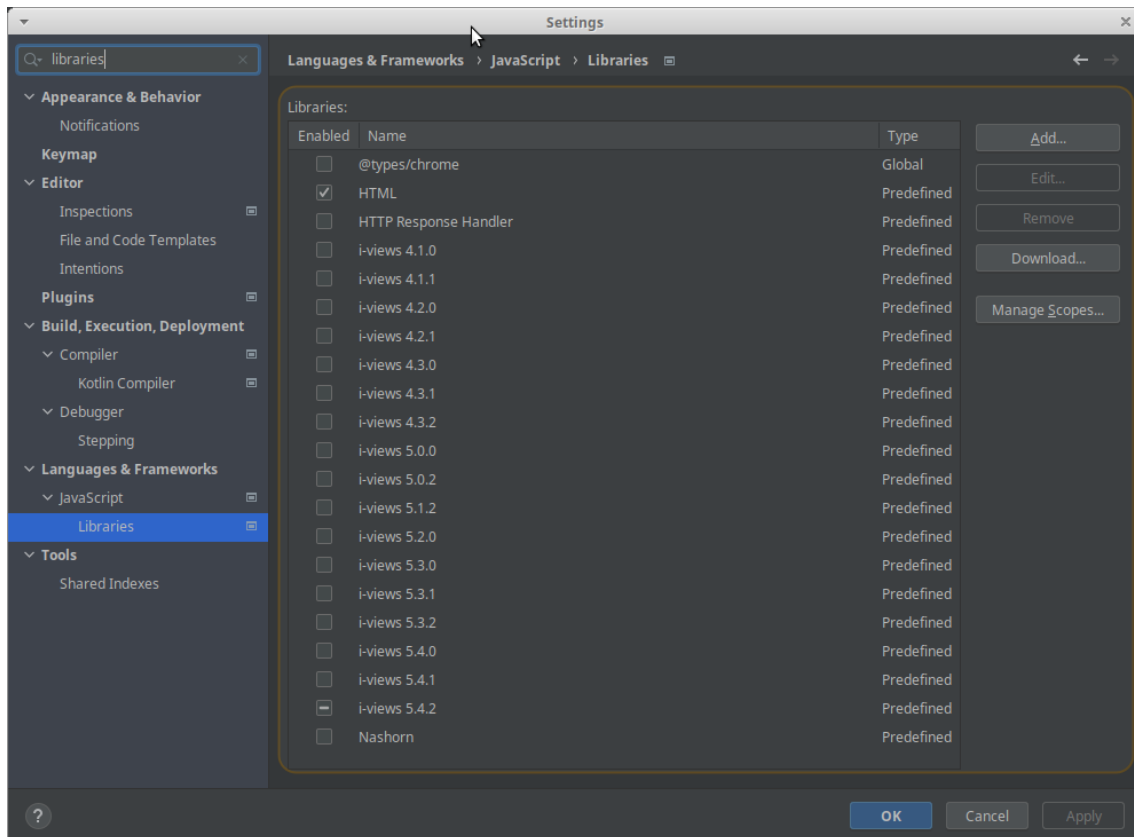 Settings
libraries
Appearance & Behavior
Notifications
Keymap
Editor
Inspections
File and Code Templates
Intentions
Plugins
Build, Execution, Deployment
Compiler
Kotlin Compiler
Debugger
Stepping
Languages & Frameworks
JavaScript
Libraries
Tools
Shared Indexes
Languages & Frameworks › JavaScript › Libraries
Libraries:
Enabled Name Type
@types/chrome Global
HTML Predefined
HTTP Response Handler Predefined
i-views 4.1.0 Predefined
i-views 4.1.1 Predefined
i-views 4.2.0 Predefined
i-views 4.2.1 Predefined
i-views 4.3.0 Predefined
i-views 4.3.1 Predefined
i-views 4.3.2 Predefined
i-views 5.0.0 Predefined
i-views 5.0.2 Predefined
i-views 5.1.2 Predefined
i-views 5.2.0 Predefined
i-views 5.3.0 Predefined
i-views 5.3.1 Predefined
i-views 5.3.2 Predefined
i-views 5.4.0 Predefined
i-views 5.4.1 Predefined
i-views 5.4.2 Predefined
Nashorn Predefined
Add...
Edit...
Remove
Download...
Manage Scopes...
?
OK Cancel Apply